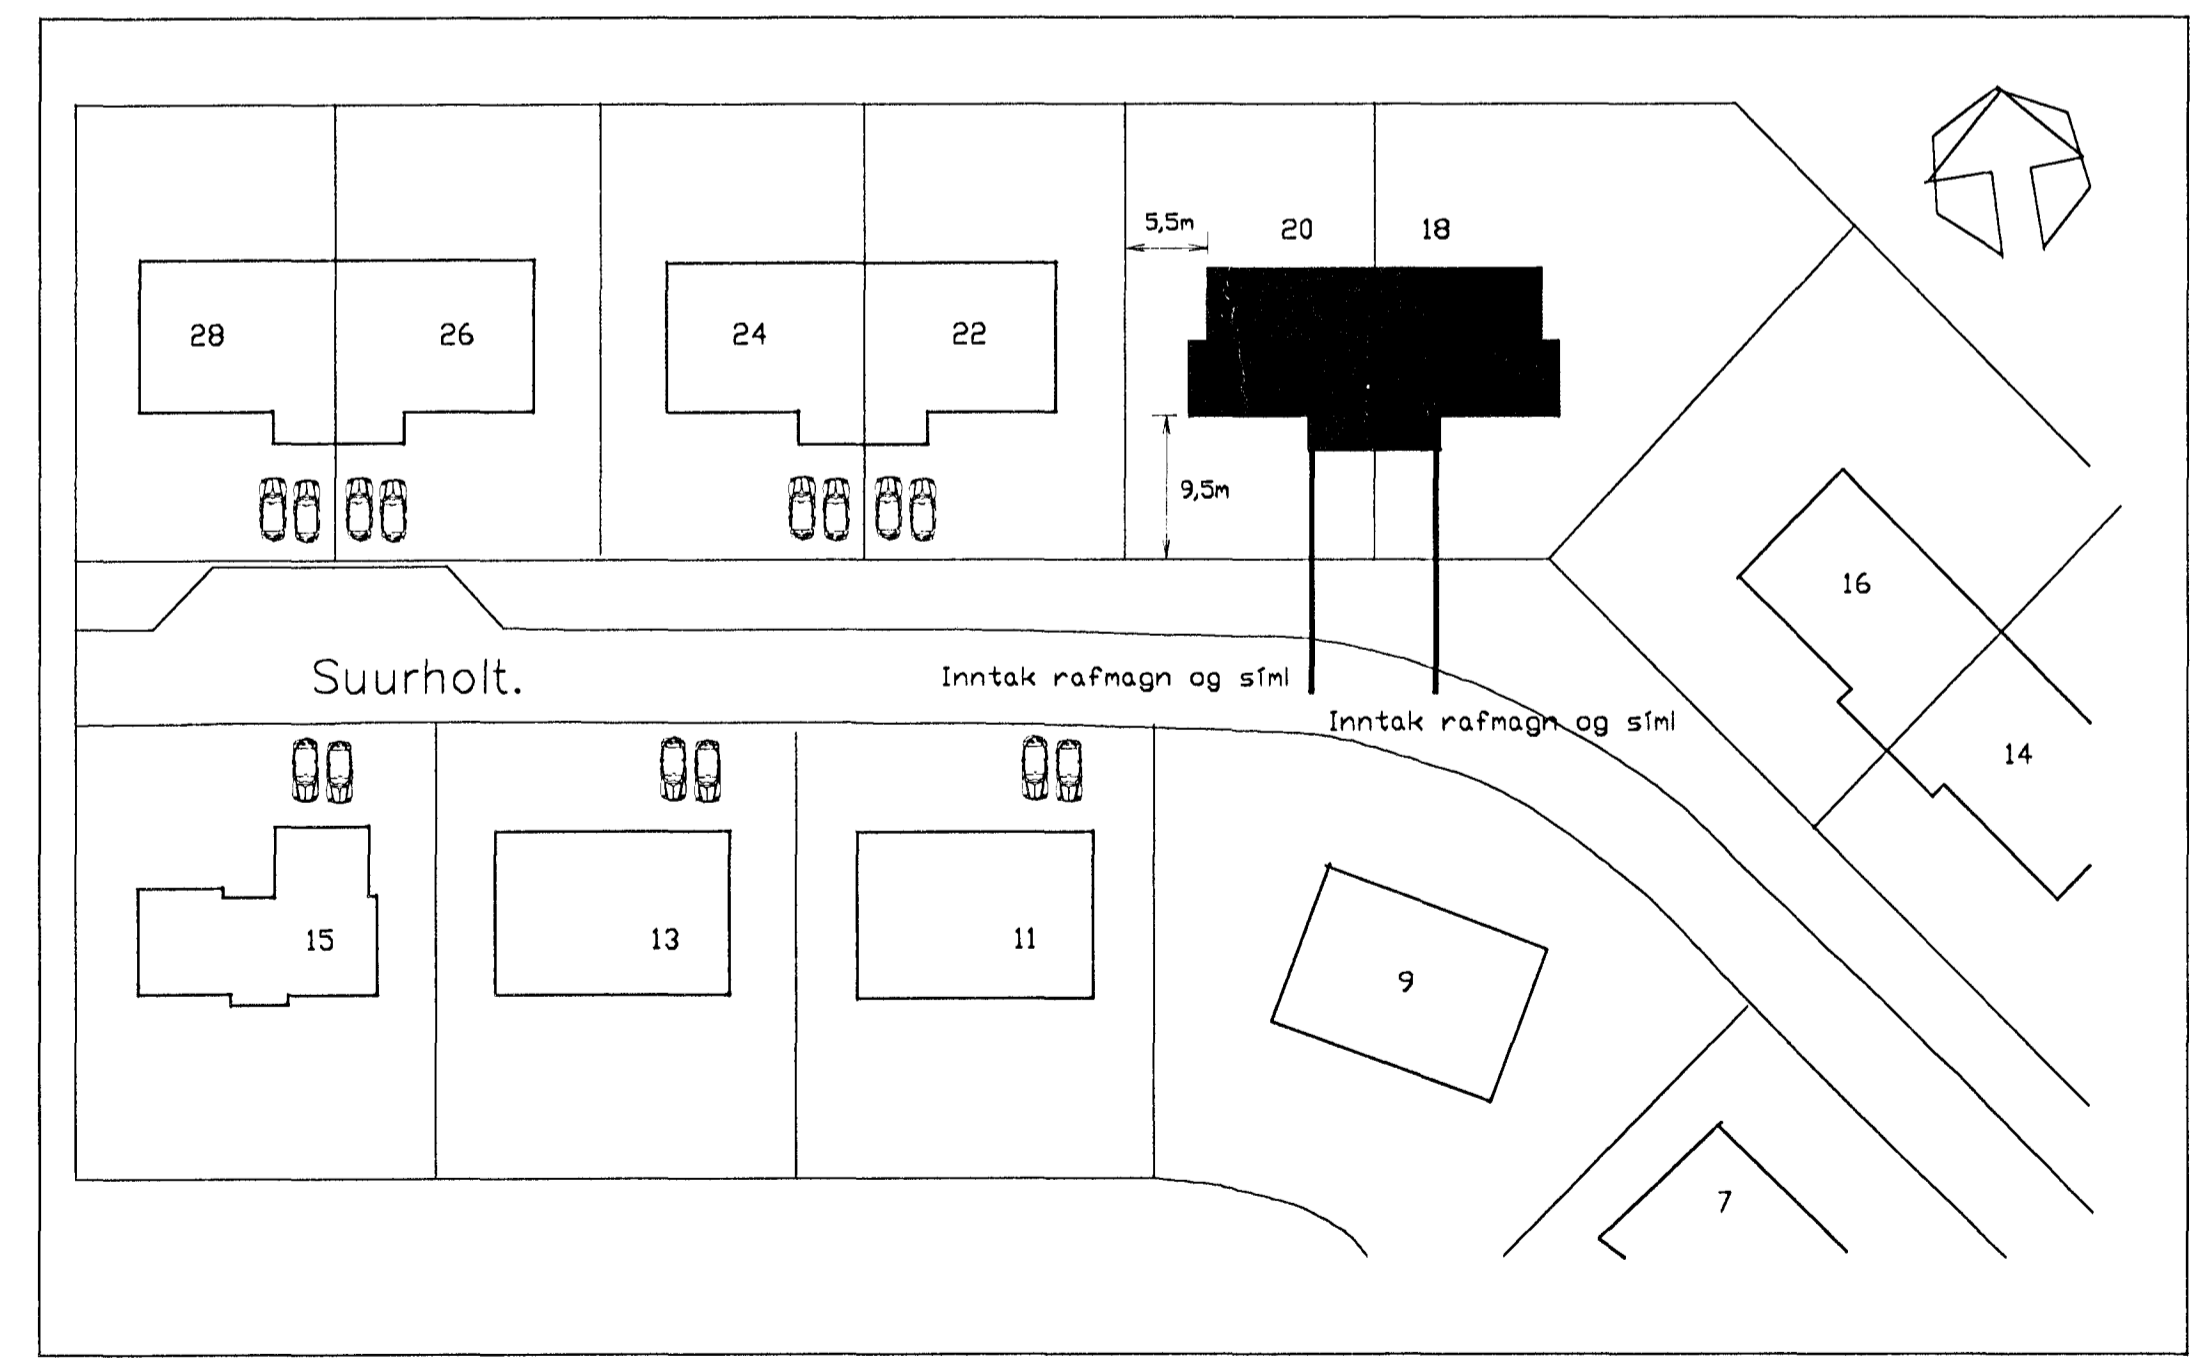 5,5m
20
18
28
26
24
22
9,5m
16
Suurholt.
Inntak rafmagn og síml
Inntak rafmagn og síml
14
15
13
11
9
7